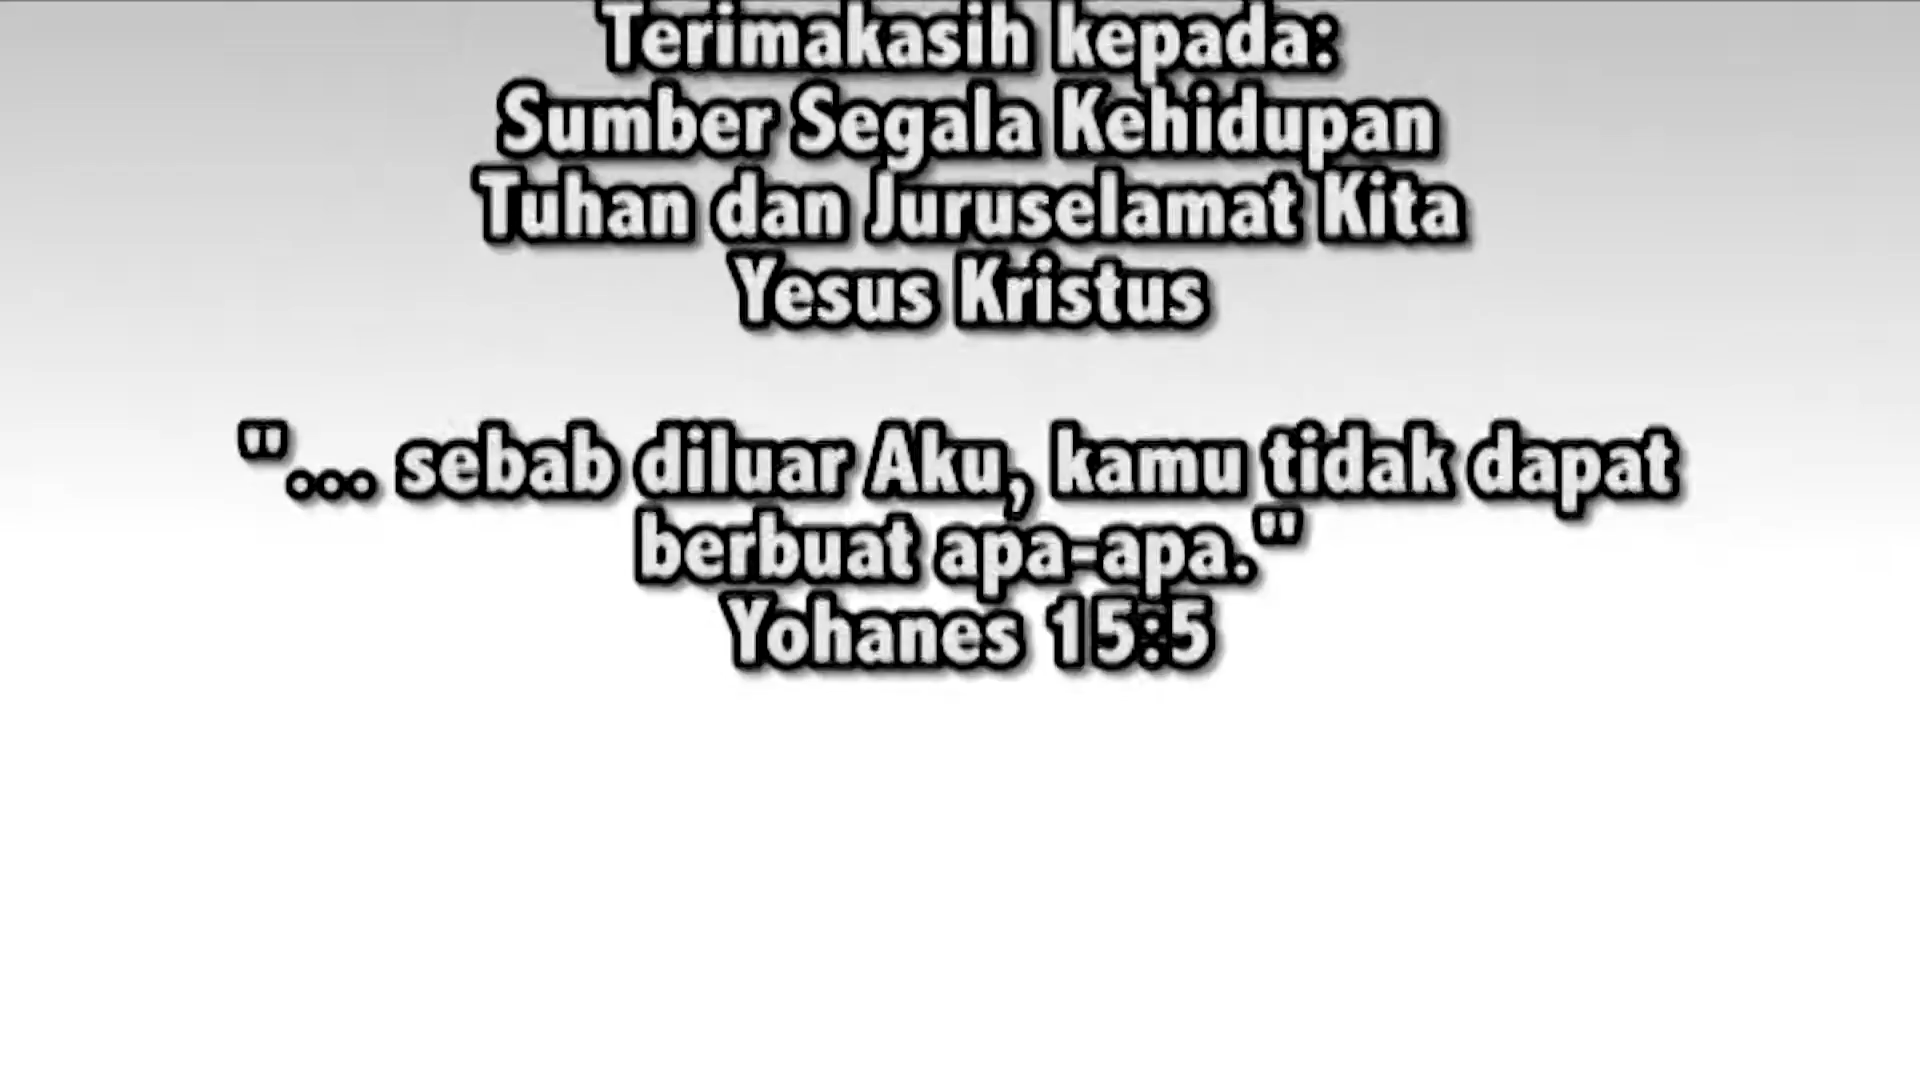 Terimakasih kepada:
Sumber Segala Kehidupan
Tuhan dan Juruselamat Kita
Yesus Kristus
"... sebab diluar Aku, kamu tidak dapat
berbuat apa-apa."
Yohanes 15:5